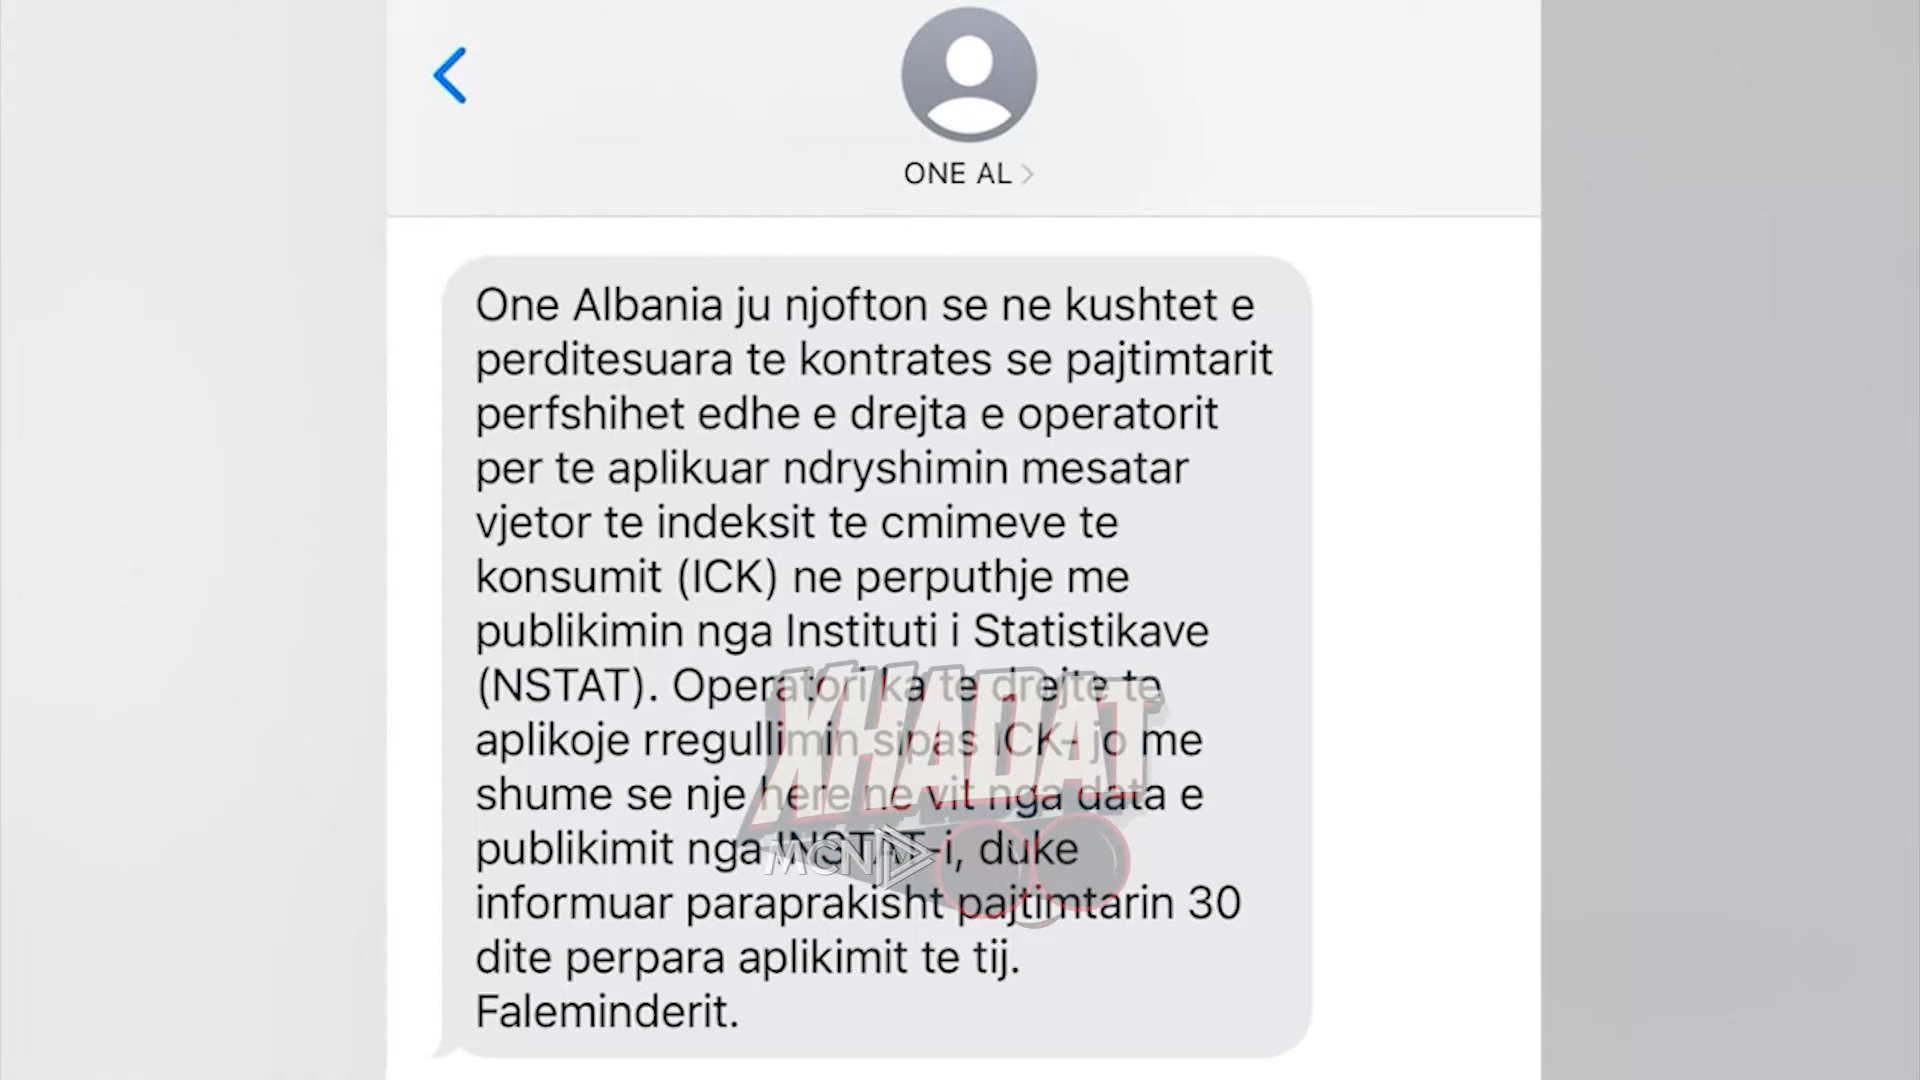 ONE AL
One Albania ju njofton se ne kushtet e
perditesuara te kontrates se pajtimtarit
perfshihet edhe e drejta e operatorit
per te aplikuar ndryshimin mesatar
vjetor te indeksit te cmimeve te
konsumit (ICK) ne perputhje me
publikimin nga Instituti i Statistikave
(NSTAT). Operatori ka te drejte te
aplikoje rregullimin sipas ICK- jo me
shume se nje here ne vit nga data e
publikimit nga INSTAT-i, duke
informuar paraprakisht pajtimtarin 30
dite perpara aplikimit te tij.
Faleminderit.
XHADAT
MCN TV